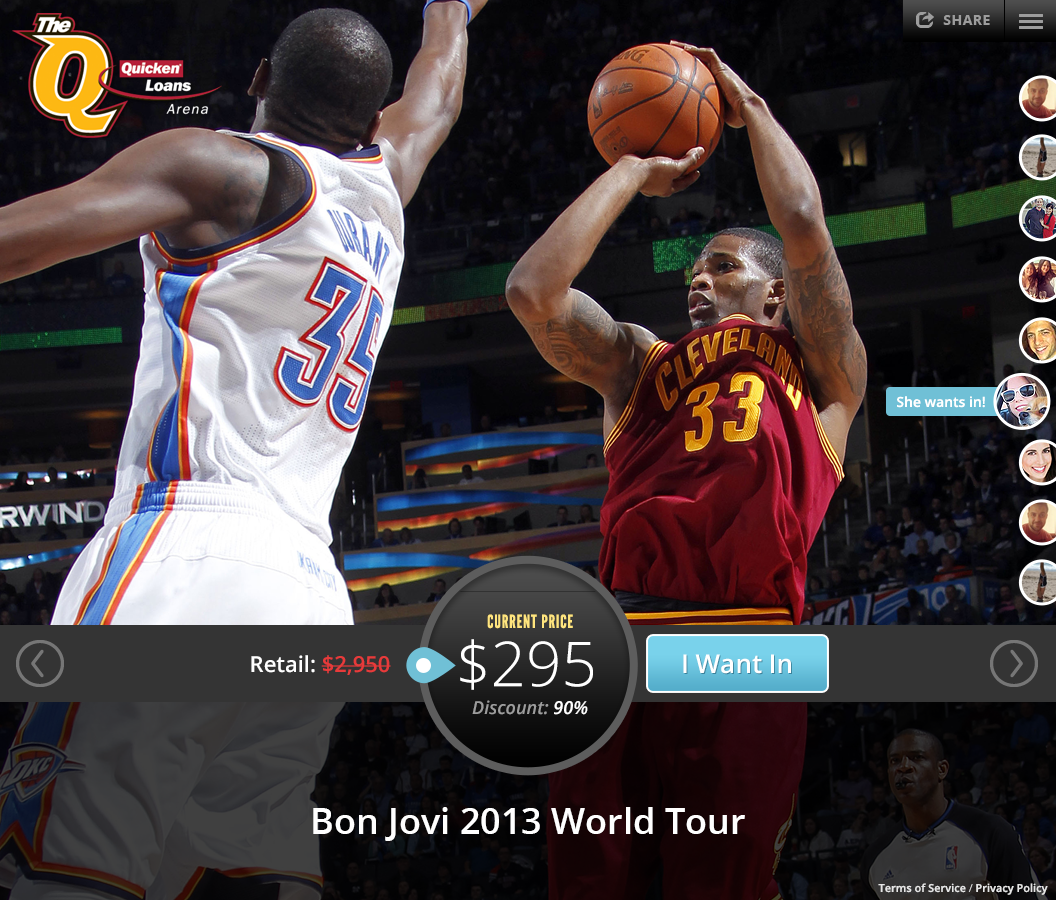 The
Q
Quicken
Loans
Arena
SHARE
DURANT
35
CLEVELAND
33
She wants in!
RWIND
CURRENT PRICE
Retail: $2,950
$295
I Want In
Discount: 90%
OKC
Bon Jovi 2013 World Tour
Terms of Service / Privacy Policy